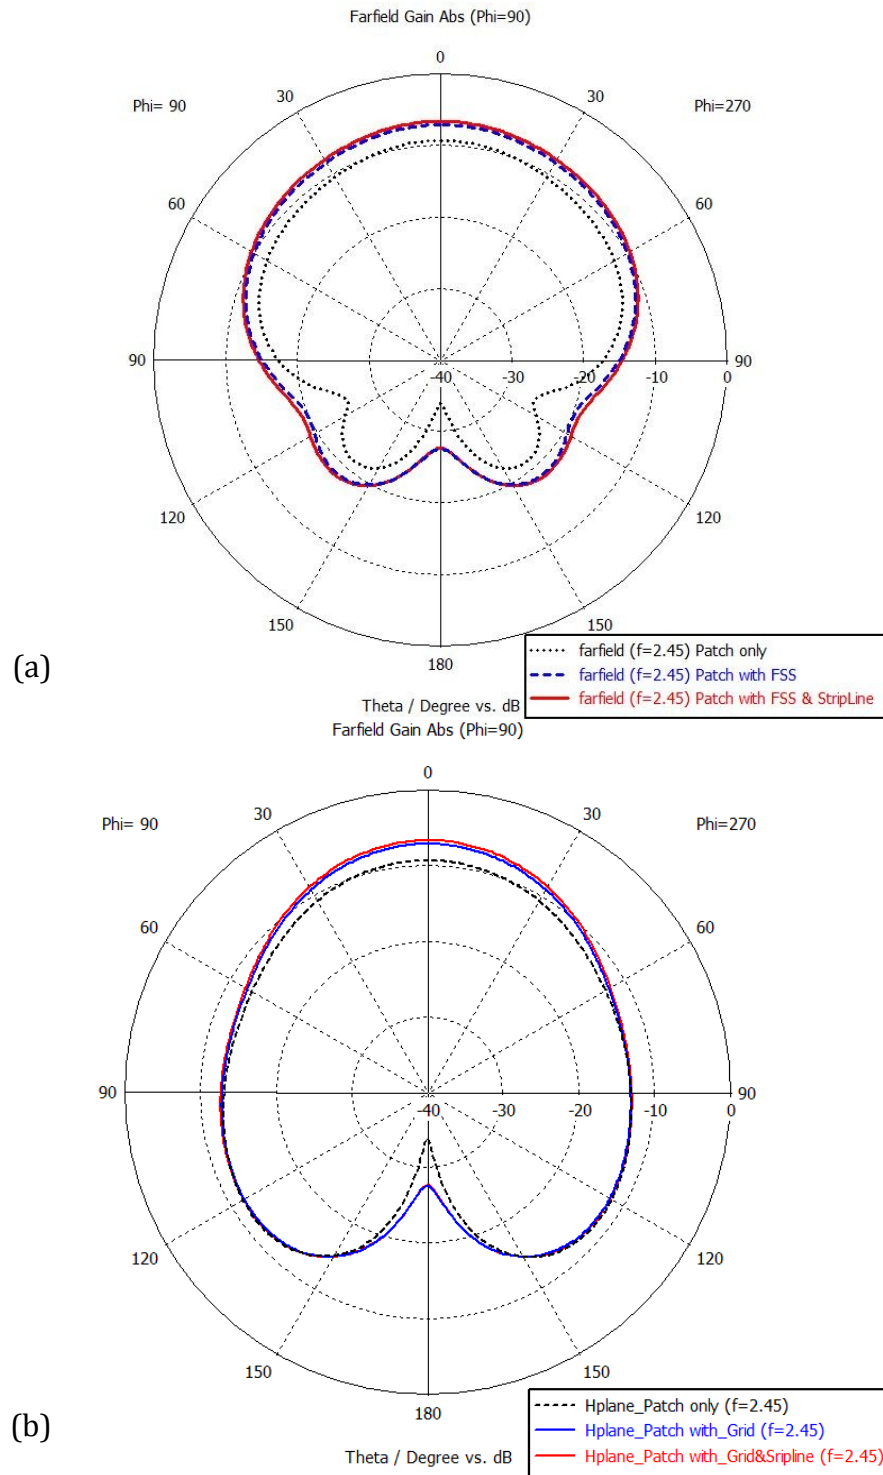 Farfield Gain Abs (Phi=90)
0
30
30
Phi= 90
Phi=270
60
60
90
-40
-30
-20
-10
0
90
120
120
150
150
180
(a)
farfield (f=2.45) Patch only
farfield (f=2.45) Patch with FSS
farfield (f=2.45) Patch with FSS & StripLine
Theta / Degree vs. dB
Farfield Gain Abs (Phi=90)
0
30
30
Phi= 90
Phi=270
60
60
90
-40
-30
-20
-10
0
90
120
120
150
150
180
(b)
Hplane_Patch only (f=2.45)
Hplane_Patch with_Grid (f=2.45)
Hplane_Patch with_Grid&Sripline (f=2.45)
Theta / Degree vs. dB